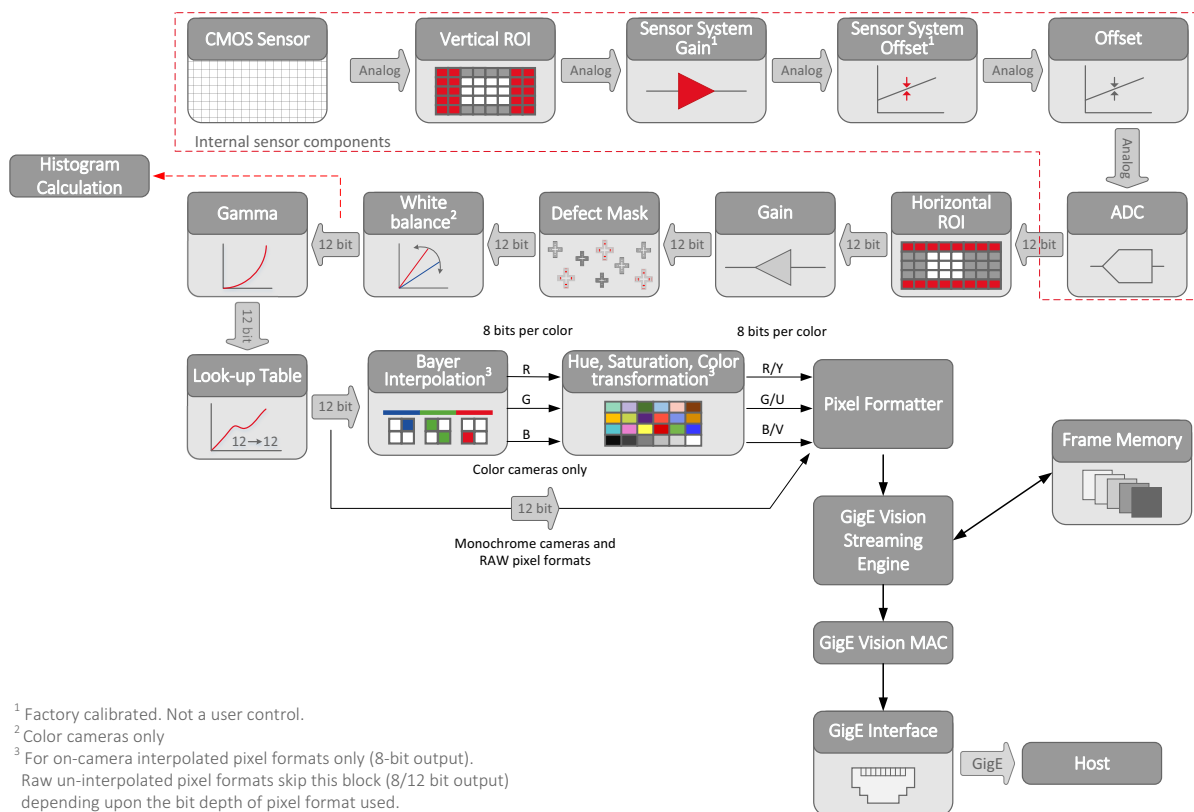 CMOS Sensor
Analog
Vertical ROI
Analog
Sensor System
Gain¹
Analog
Sensor System
Offset¹
Analog
Offset
Internal sensor components
Analog
Histogram
Calculation
Gamma
12 bit
White
balance²
12 bit
Defect Mask
12 bit
Gain
12 bit
Horizontal
ROI
12 bit
ADC
12 bit
8 bits per color
8 bits per color
Look-up Table
12→12
12 bit
Bayer
Interpolation³
R
G
B
Hue, Saturation, Color
transformation³
R/Y
G/U
B/V
Pixel Formatter
Color cameras only
12 bit
Monochrome cameras and
RAW pixel formats
Frame Memory
GigE Vision
Streaming
Engine
GigE Vision MAC
GigE Interface
GigE
Host
¹ Factory calibrated. Not a user control.
² Color cameras only
³ For on-camera interpolated pixel formats only (8-bit output).
Raw un-interpolated pixel formats skip this block (8/12 bit output)
depending upon the bit depth of pixel format used.